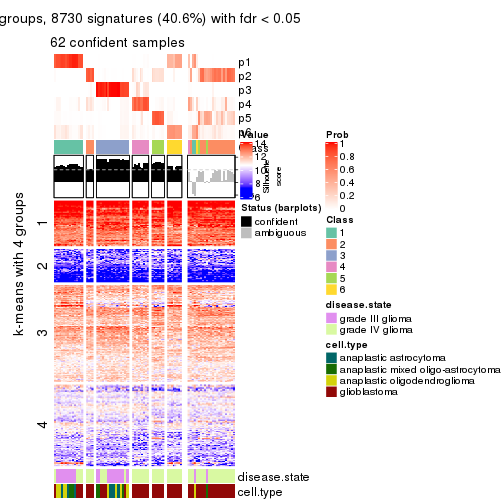 groups, 8730 signatures (40.6%) with fdr < 0.05
62 confident samples
p1
p2
p3
p4
p5
p6
Class
Silhouette
score
k-means with 4 groups
1
2
3
4
disease.state
cell.type
Value
14
12
10
8
6
Status (barplots)
confident
ambiguous
Prob
1
0.8
0.6
0.4
0.2
0
Class
1
2
3
4
5
6
disease.state
grade III glioma
grade IV glioma
cell.type
anaplastic astrocytoma
anaplastic mixed oligo-astrocytoma
anaplastic oligodendroglioma
glioblastoma